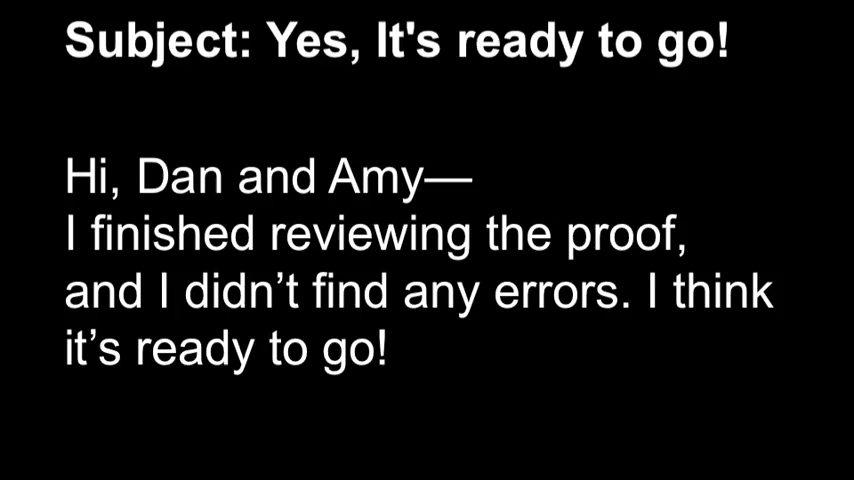 Subject: Yes, It's ready to go!
Hi, Dan and Amy—
I finished reviewing the proof,
and I didn’t find any errors. I think
it’s ready to go!